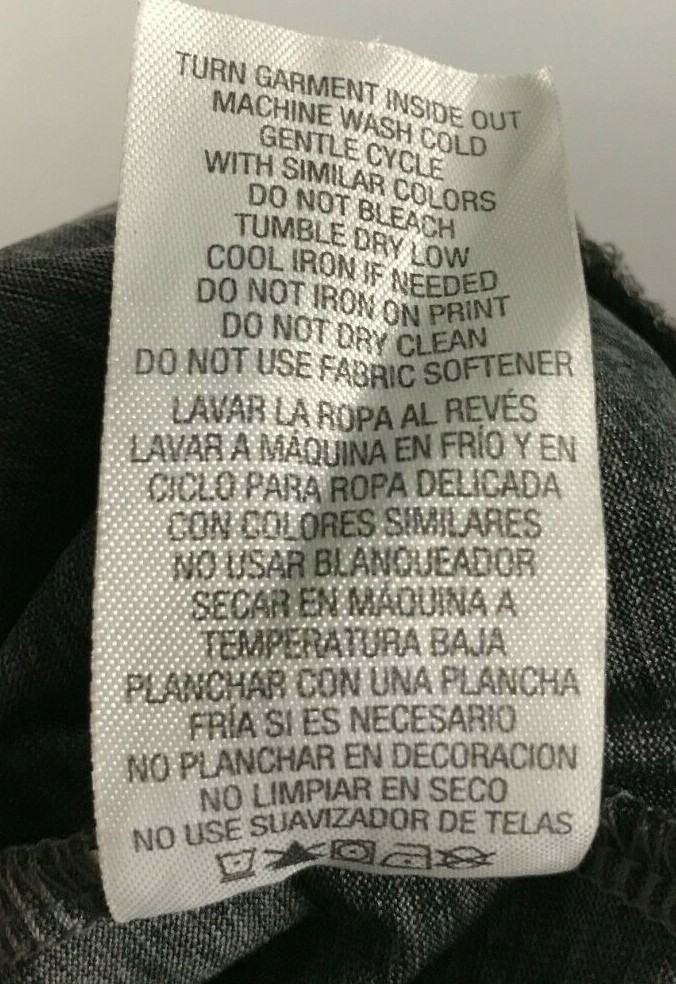 TURN GARMENT INSIDE OUT
MACHINE WASH COLD
GENTLE CYCLE
WITH SIMILAR COLORS
DO NOT BLEACH
TUMBLE DRY LOW
COOL IRON IF NEEDED
DO NOT IRON ON PRINT
DO NOT DRY CLEAN
DO NOT USE FABRIC SOFTENER
LAVAR LA ROPA AL REVÉS
LAVAR A MÁQUINA EN FRÍO Y EN
CICLO PARA ROPA DELICADA
CON COLORES SIMILARES
NO USAR BLANQUEADOR
SECAR EN MÁQUINA A
TEMPERATURA BAJA
PLANCHAR CON UNA PLANCHA
FRÍA SI ES NECESARIO
NO PLANCHAR EN DECORACION
NO LIMPIAR EN SECO
NO USE SUAVIZADOR DE TELAS